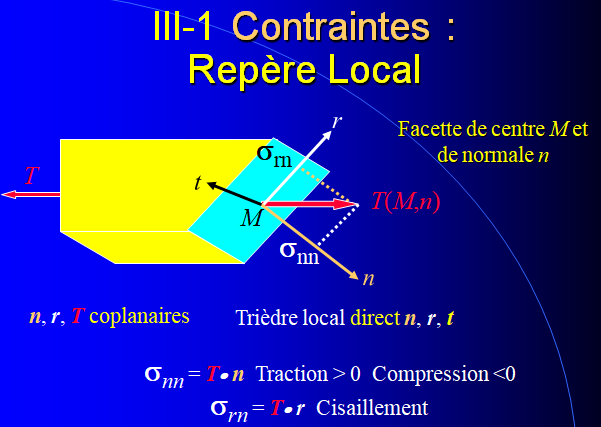 III-1 Contraintes :
Repère Local
Facette de centre M et
de normale n
r
σrn
T
t
T(M,n)
M
σnn
n
n, r, T coplanaires
Trièdre local direct n, r, t
σnn = T•n Traction > 0 Compression <0
σrn = T•r Cisaillement